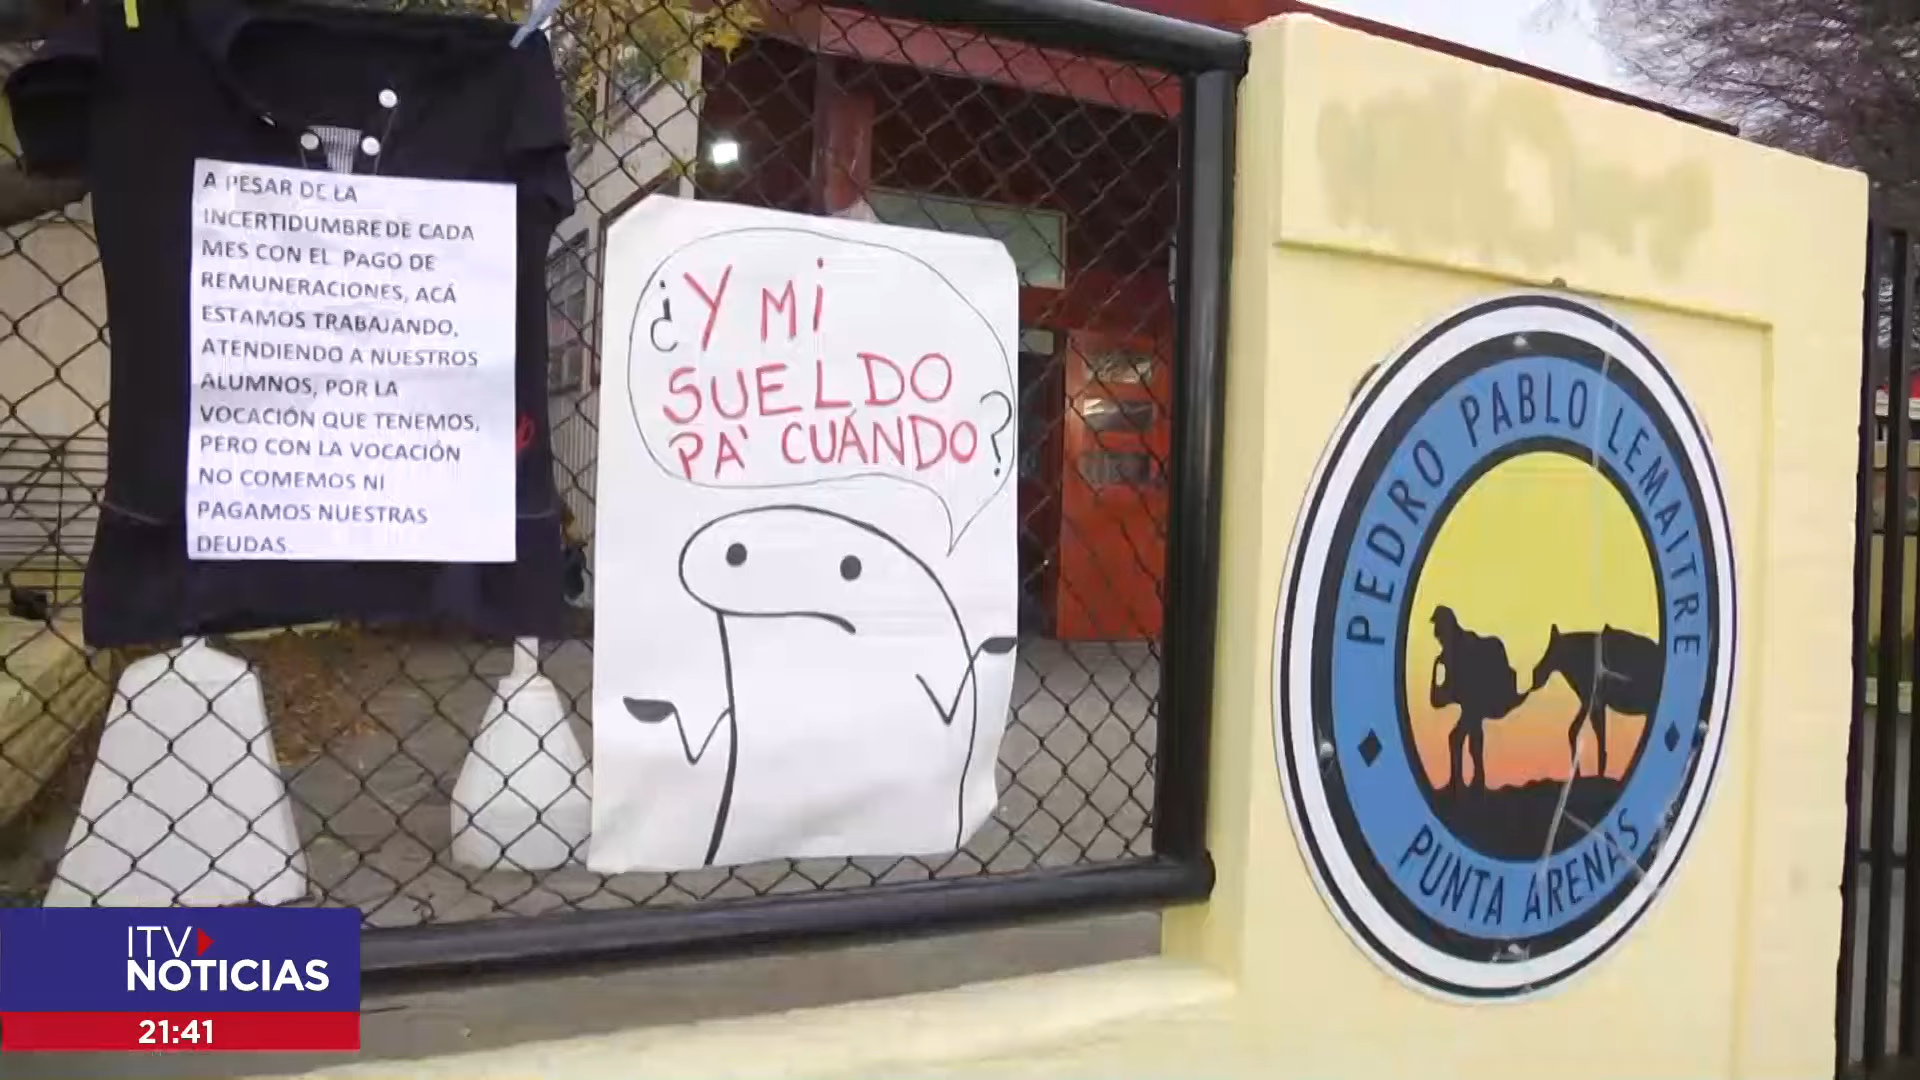 A PESAR DE LA
INCERTIDUMBRE DE CADA
MES CON EL PAGO DE
REMUNERACIONES, ACÁ
ESTAMOS TRABAJANDO,
ATENDIENDO A NUESTROS
ALUMNOS, POR LA
VOCACIÓN QUE TENEMOS,
PERO CON LA VOCACIÓN
NO COMEMOS NI
PAGAMOS NUESTRAS
DEUDAS.
¿Y Mi
SUELDO
PA' CUÁNDO?
PEDRO PABLO LEMAITRE
PUNTA ARENAS
ITV
NOTICIAS
21:41